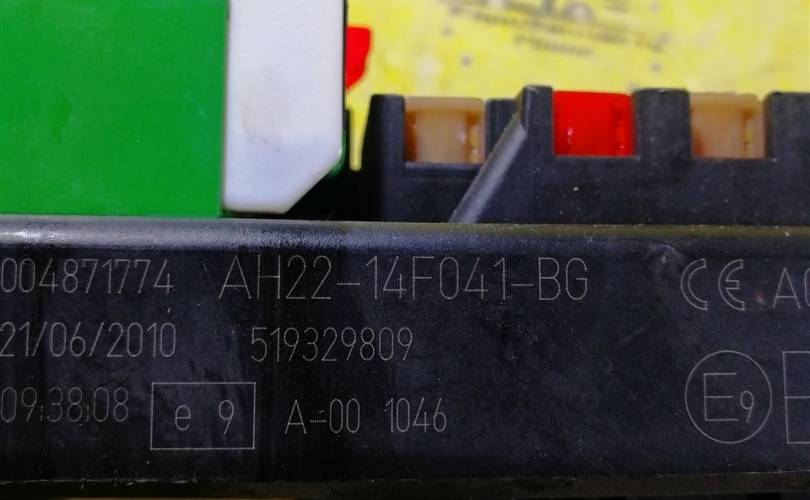 004871774 AH22-14F041-BG CE
21/06/2010 519329809
09:38:08 e 9 A-00 1046 E9